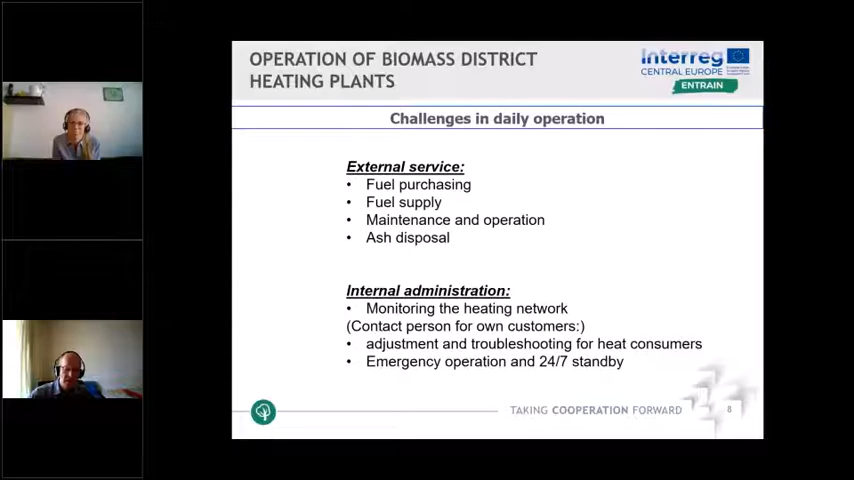 OPERATION OF BIOMASS DISTRICT
HEATING PLANTS
Interreg
CENTRAL EUROPE
ENTRAIN
Challenges in daily operation
External service:
• Fuel purchasing
• Fuel supply
• Maintenance and operation
• Ash disposal
Internal administration:
• Monitoring the heating network
(Contact person for own customers:)
• adjustment and troubleshooting for heat consumers
• Emergency operation and 24/7 standby
TAKING COOPERATION FORWARD
8